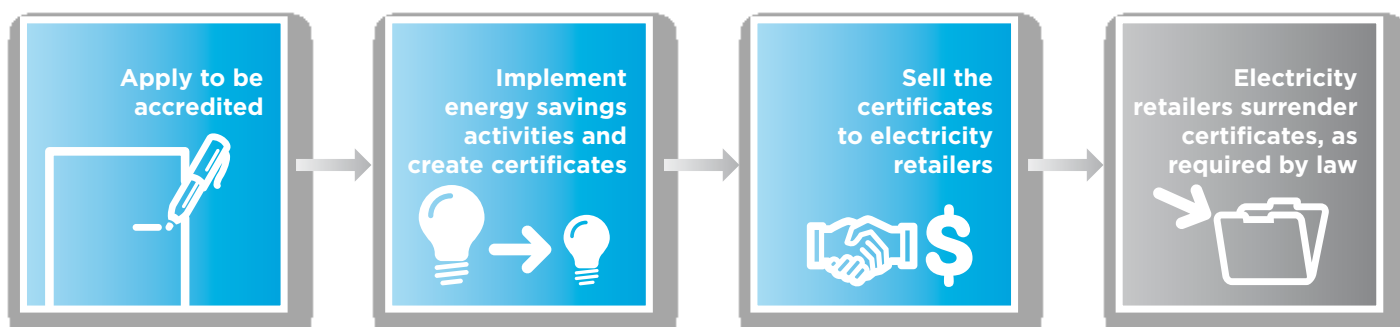 Apply to be
accredited
Implement
energy savings
activities and
create certificates
Sell the
certificates
to electricity
retailers
$
Electricity
retailers surrender
certificates, as
required by law